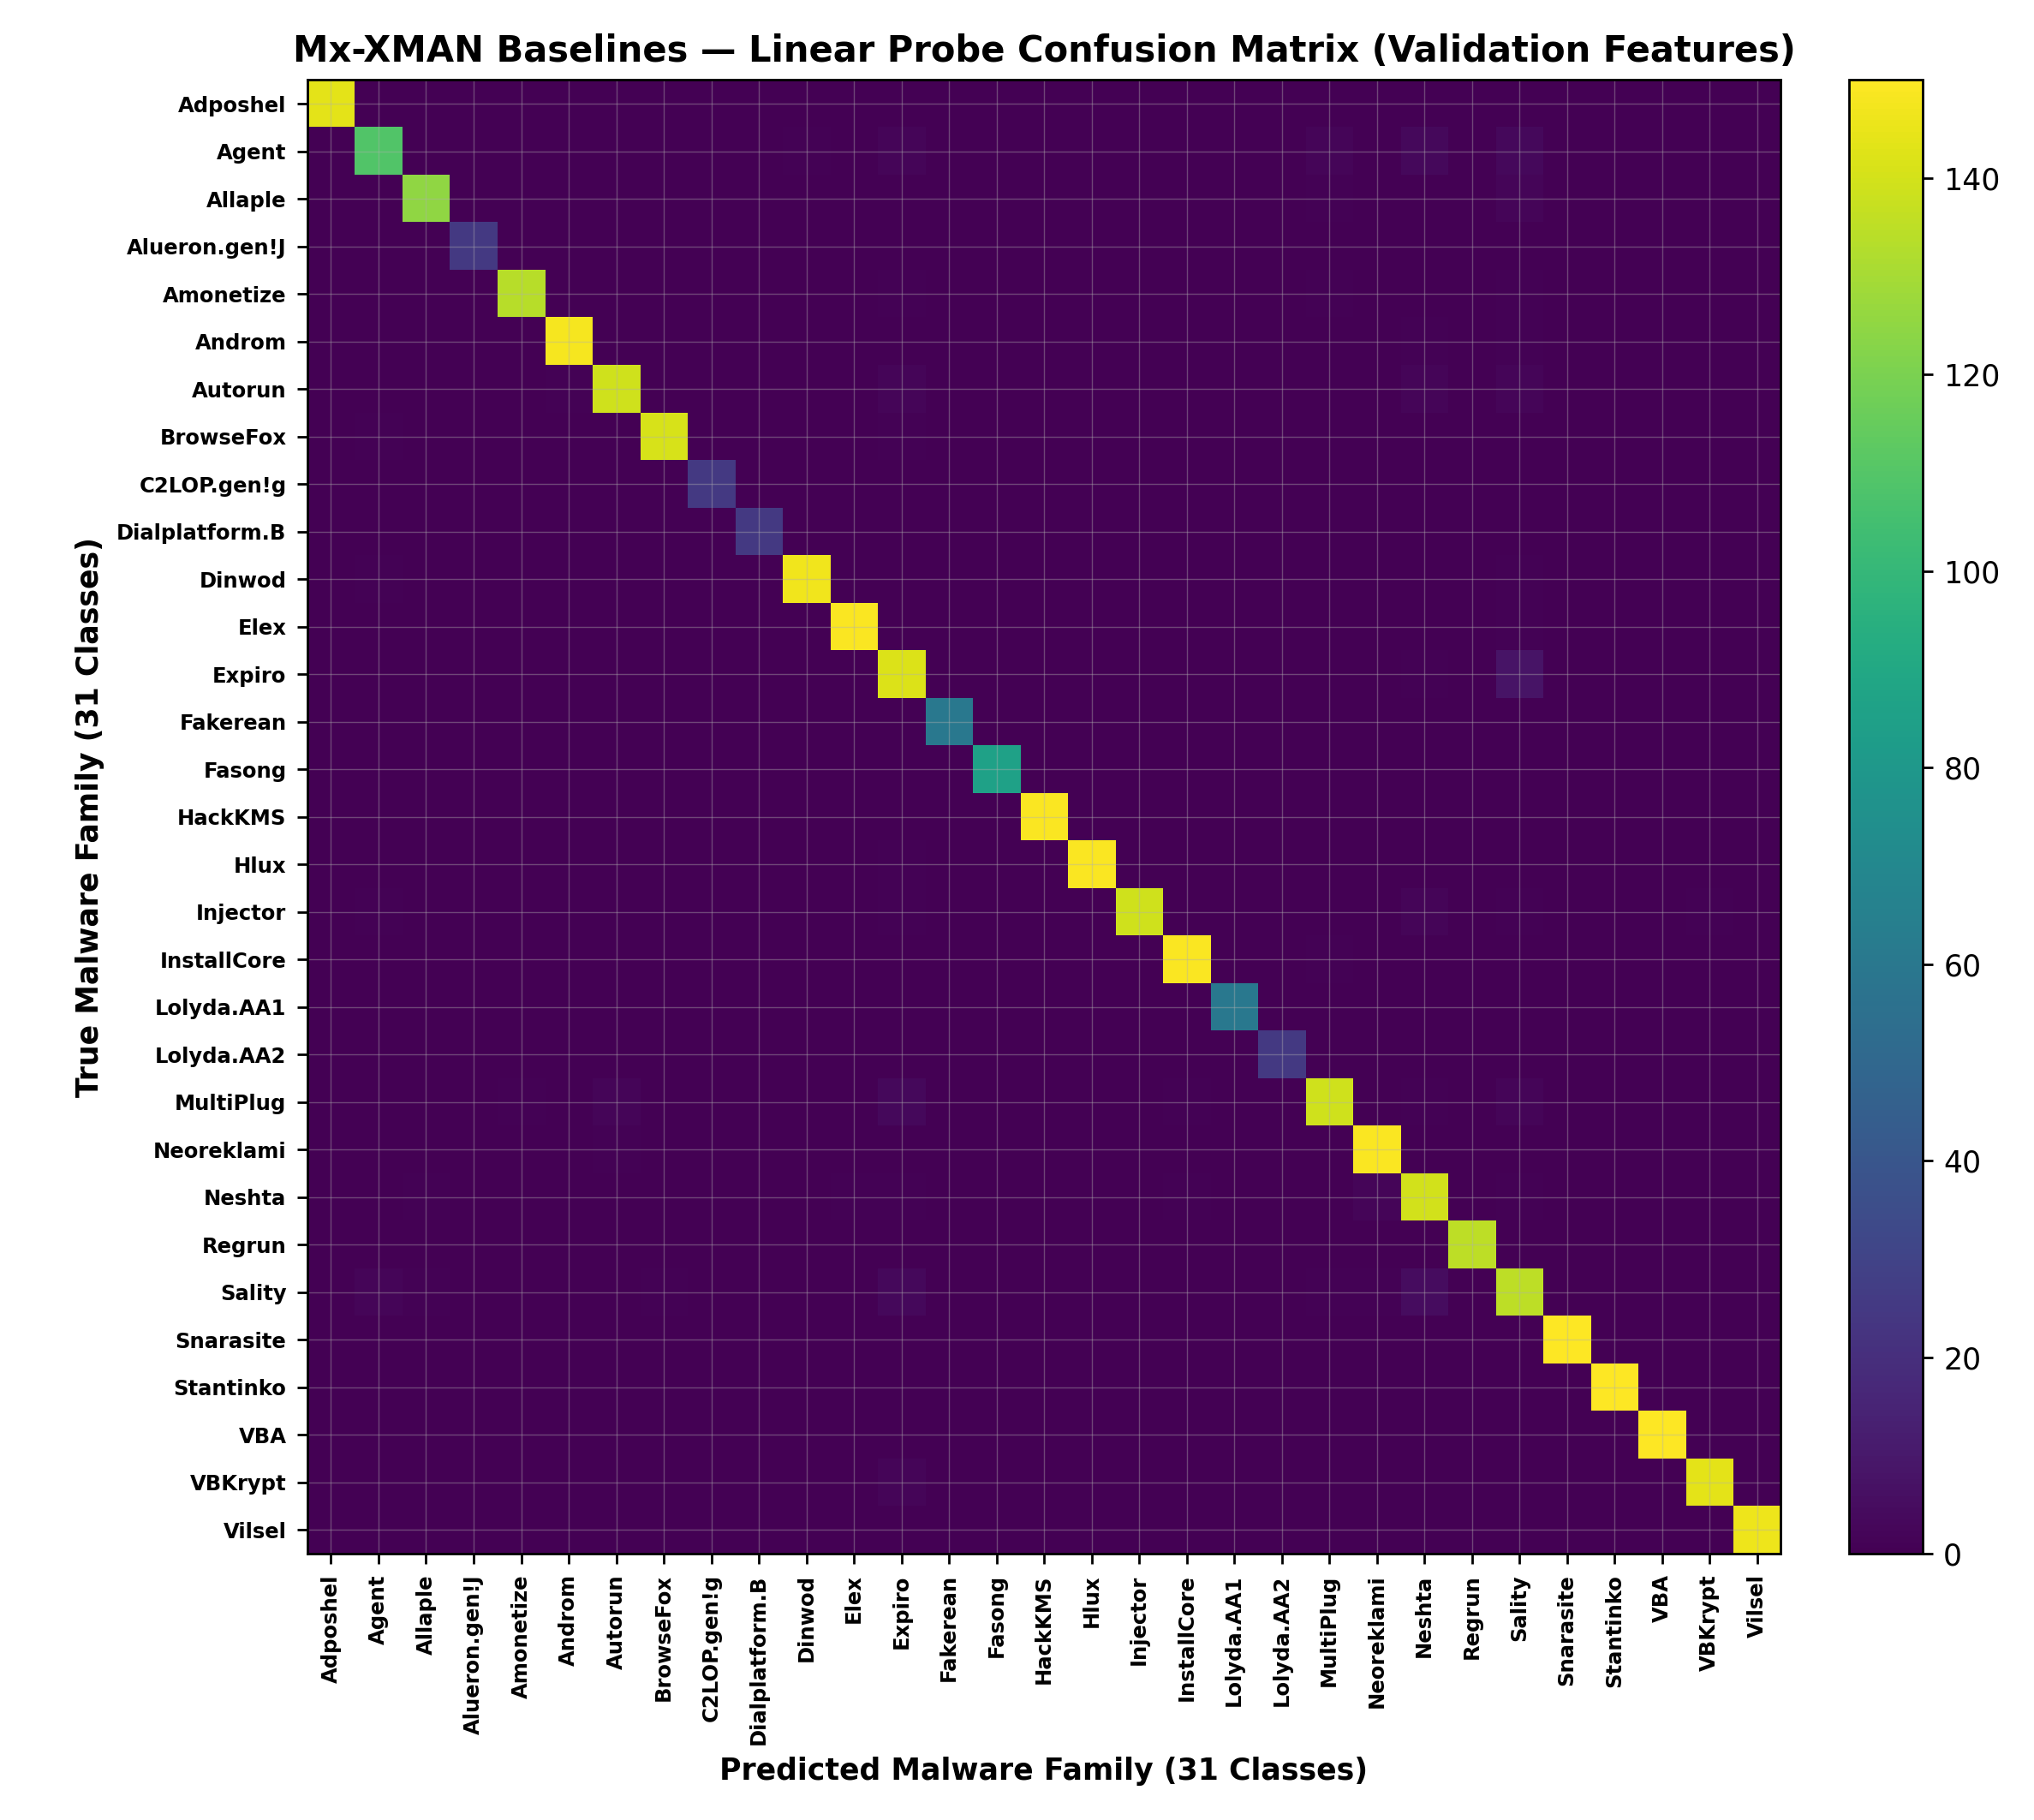 Mx-XMAN Baselines — Linear Probe Confusion Matrix (Validation Features)
True Malware Family (31 Classes)
Adposhel
Agent
Allaple
Alueron.gen!J
Amonetize
Androm
Autorun
BrowseFox
C2LOP.gen!g
Dialplatform.B
Dinwod
Elex
Expiro
Fakerean
Fasong
HackKMS
Hlux
Injector
InstallCore
Lolyda.AA1
Lolyda.AA2
MultiPlug
Neoreklami
Neshta
Regrun
Sality
Snarasite
Stantinko
VBA
VBKrypt
Vilsel
Adposhel
Agent
Allaple
Alueron.gen!J
Amonetize
Androm
Autorun
BrowseFox
C2LOP.gen!g
Dialplatform.B
Dinwod
Elex
Expiro
Fakerean
Fasong
HackKMS
Hlux
Injector
InstallCore
Lolyda.AA1
Lolyda.AA2
MultiPlug
Neoreklami
Neshta
Regrun
Sality
Snarasite
Stantinko
VBA
VBKrypt
Vilsel
Predicted Malware Family (31 Classes)
140
120
100
80
60
40
20
0